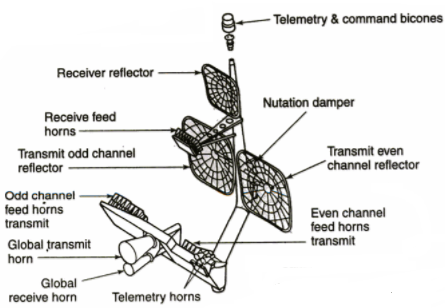 Telemetry & command bicones
Receiver reflector
Nutation damper
Receive feed
horns
Transmit odd channel
reflector
Transmit even
channel reflector
Odd channel
feed horns
transmit
Even channel
feed horns
transmit
Global transmit
horn
Global
receive horn
Telemetry horns